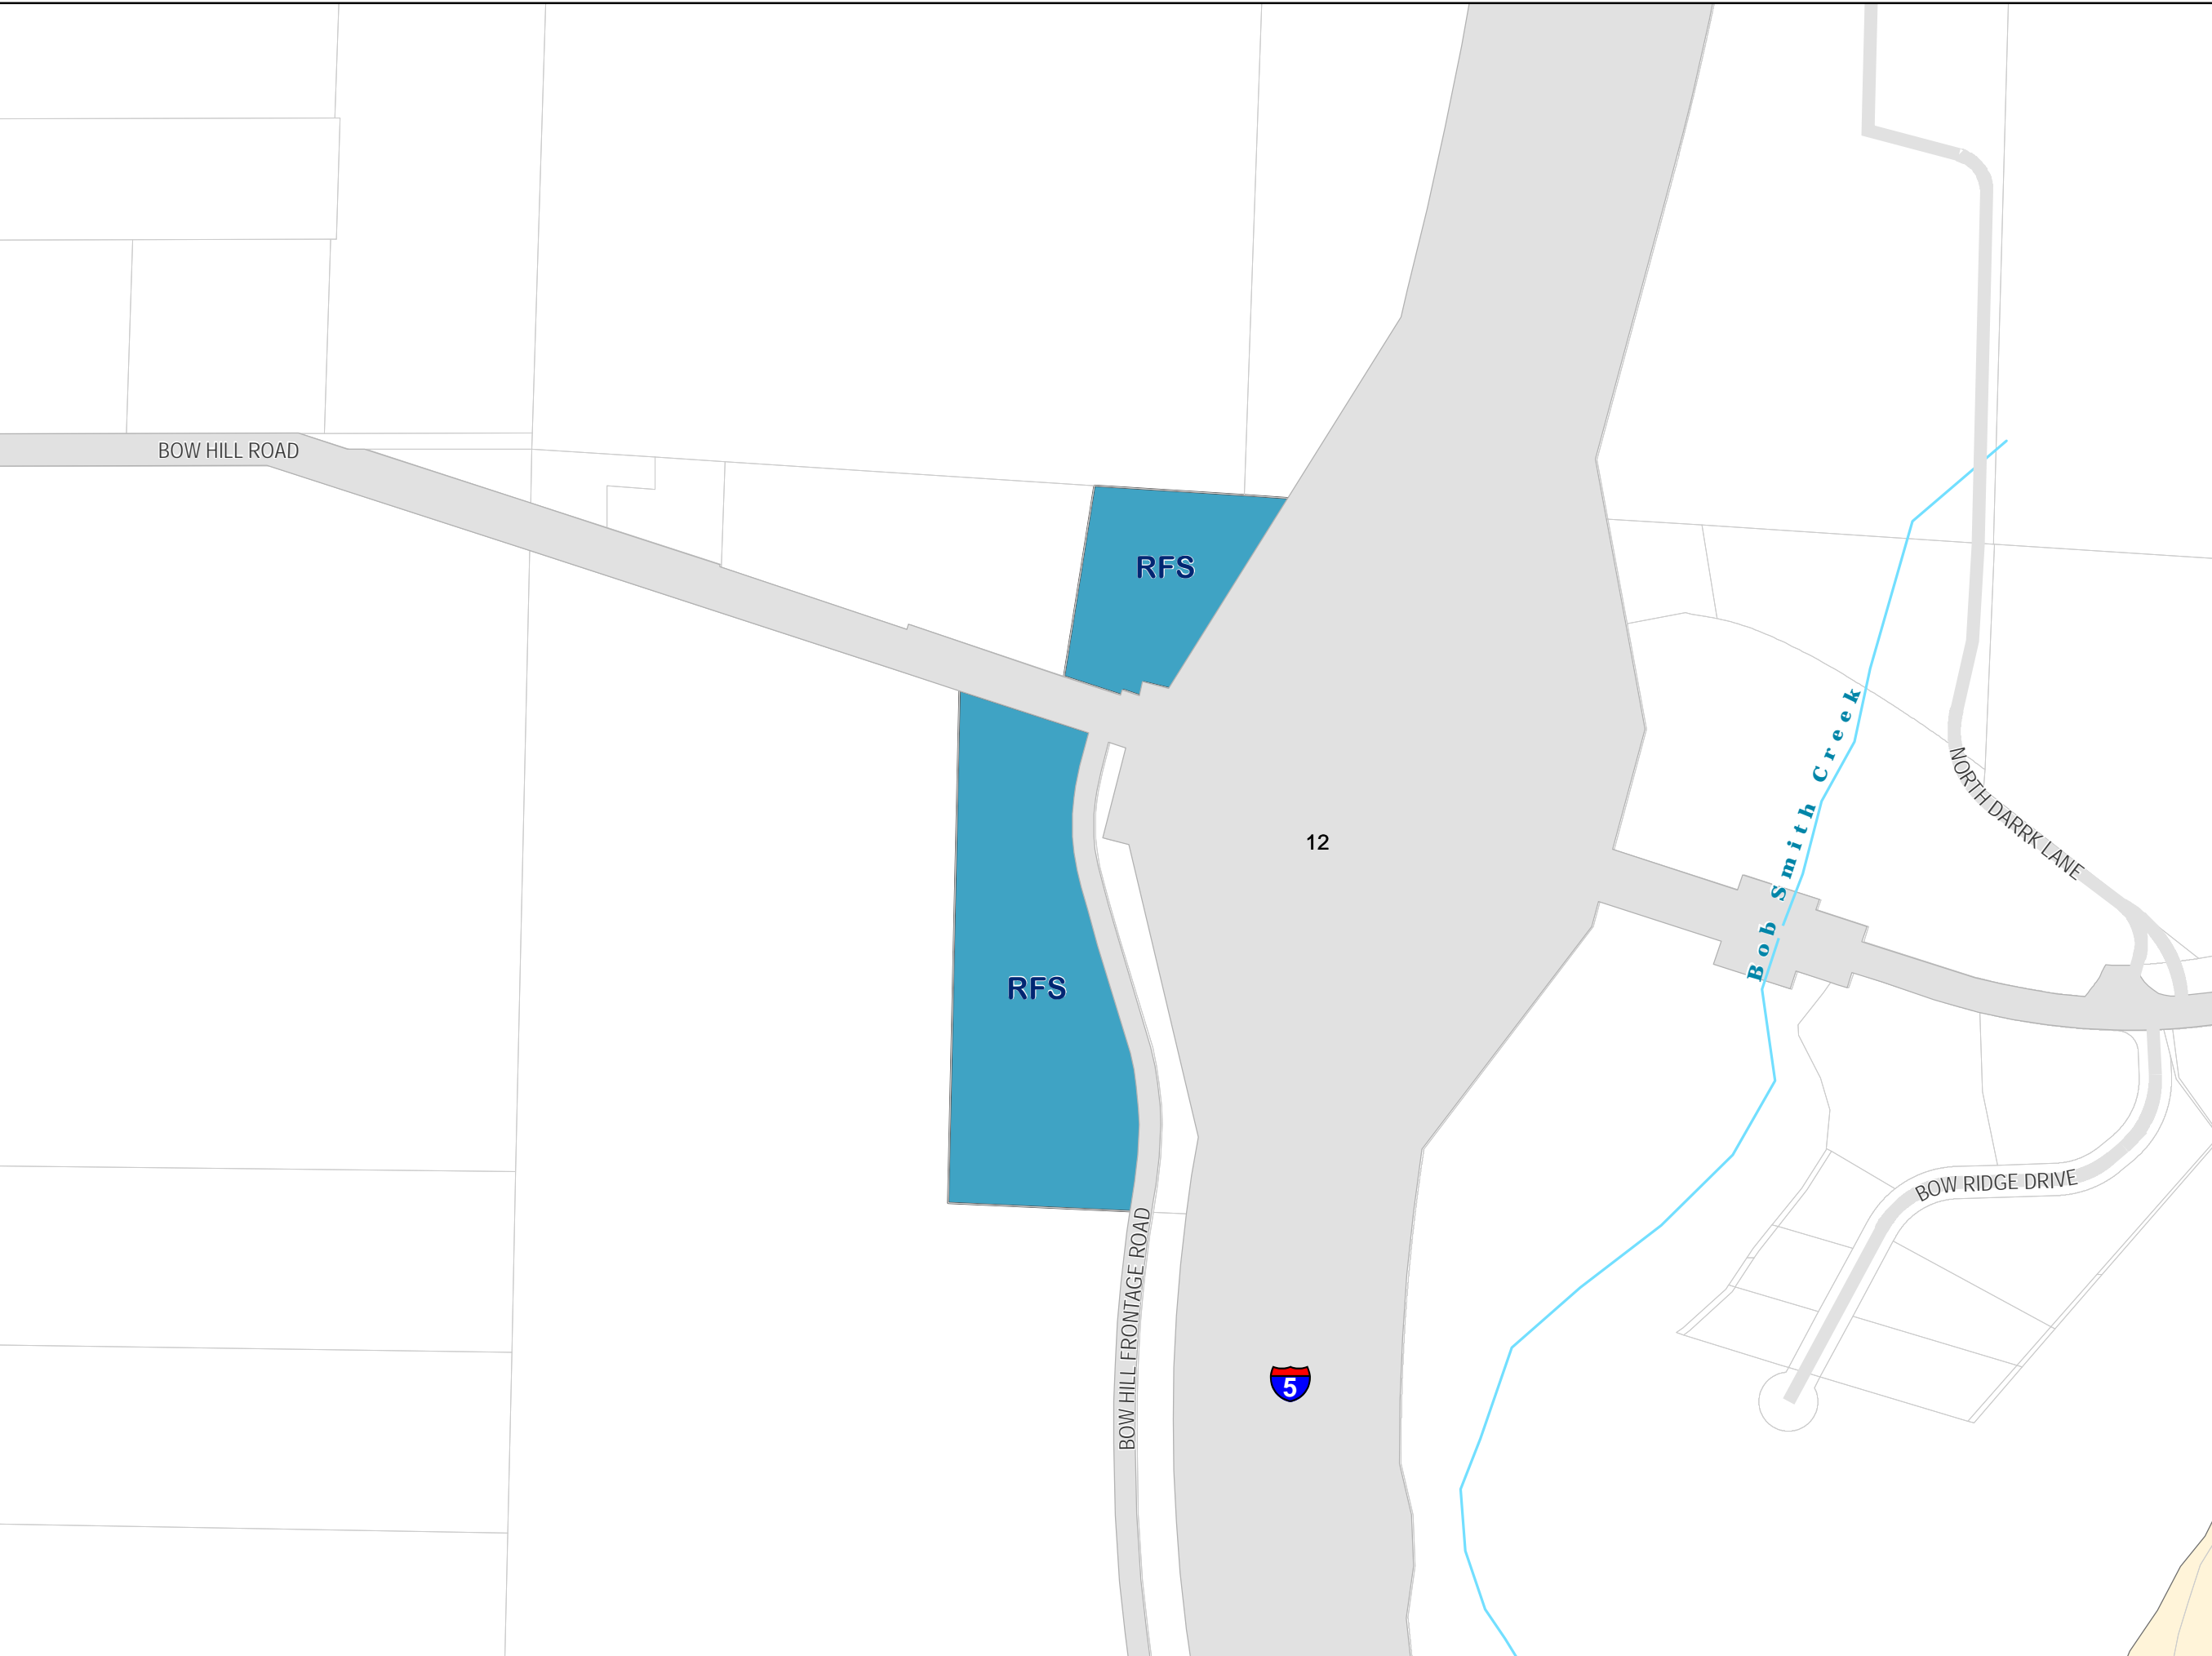 BOW HILL ROAD
RFS
Bob Smith Creek
NORTH DARRK LANE
12
RFS
BOW RIDGE DRIVE
BOW HILL FRONTAGE ROAD
5